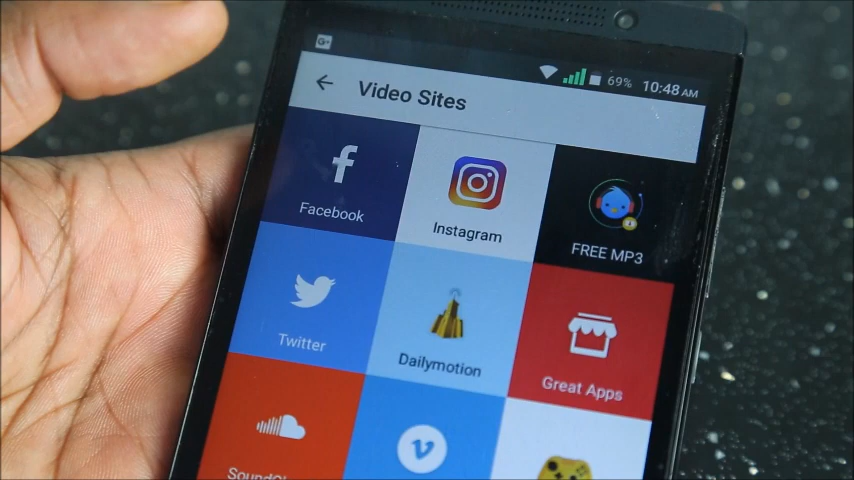 G+
69% 10:48 AM
Video Sites
Facebook
Instagram
FREE MP3
Twitter
Dailymotion
Great Apps